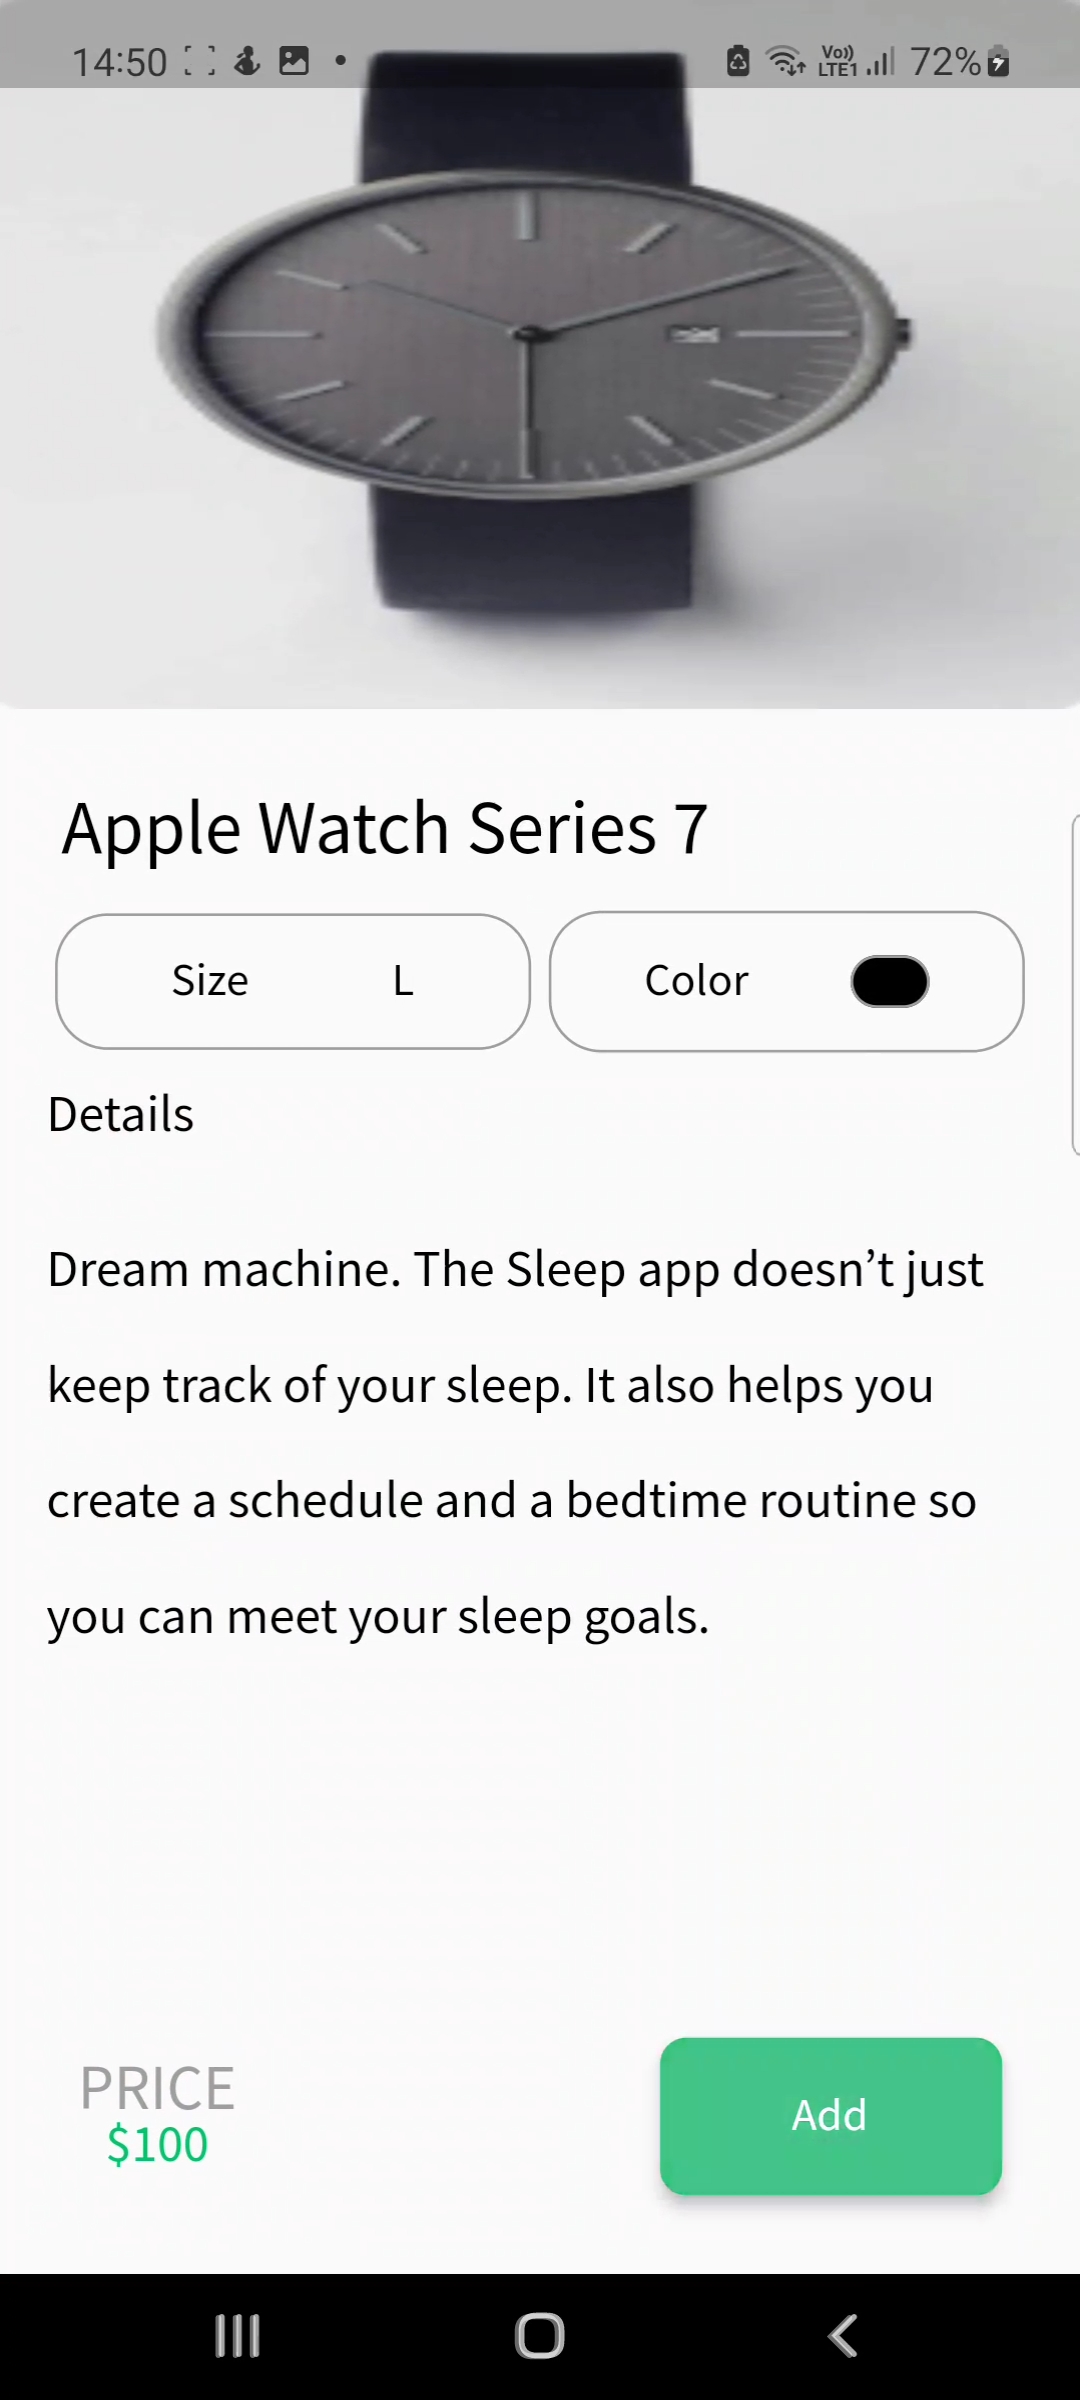 14:50
Vo)) LTE1 72%
Apple Watch Series 7
Size L Color
Details
Dream machine. The Sleep app doesn’t just
keep track of your sleep. It also helps you
create a schedule and a bedtime routine so
you can meet your sleep goals.
PRICE
$100
Add